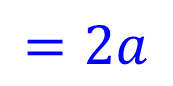 = 2a